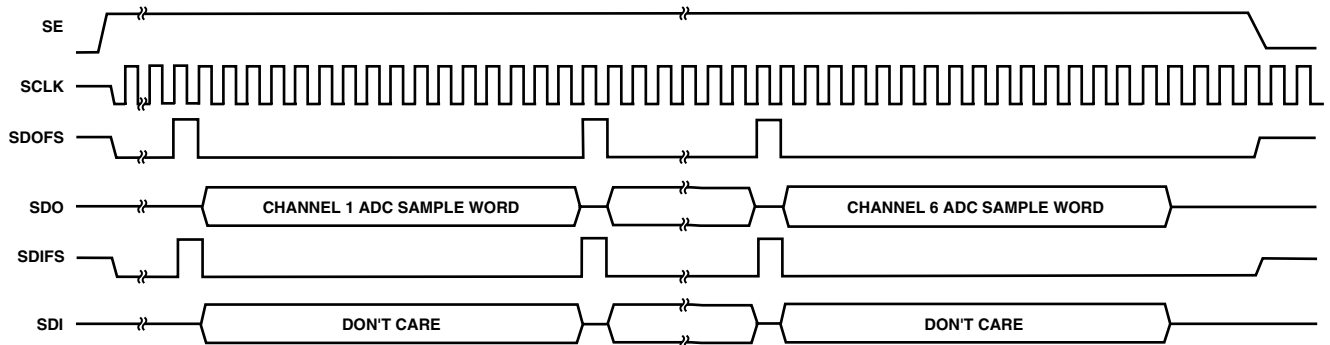 SE
SCLK
SDOFS
SDO
CHANNEL 1 ADC SAMPLE WORD
CHANNEL 6 ADC SAMPLE WORD
SDIFS
SDI
DON'T CARE
DON'T CARE